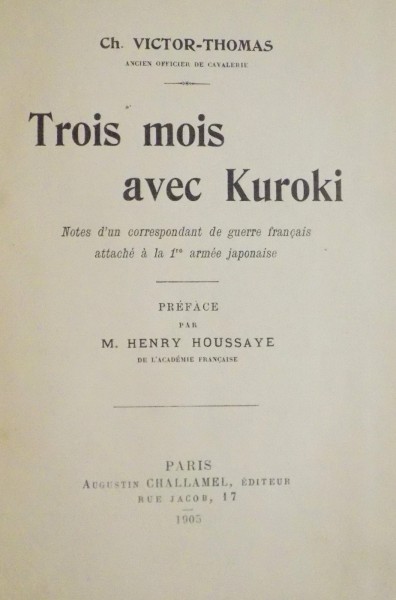 Ch. VICTOR-THOMAS
ANCIEN OFFICIER DE CAVALERIE
Trois mois
avec Kuroki
Notes d'un correspondant de guerre français
attaché à la 1re armée japonaise
PRÉFACE
PAR
M. HENRY HOUSSAYE
DE L'ACADÉMIE FRANÇAISE
PARIS
AUGUSTIN CHALLAMEL, ÉDITEUR
RUE JACOB, 17
1905